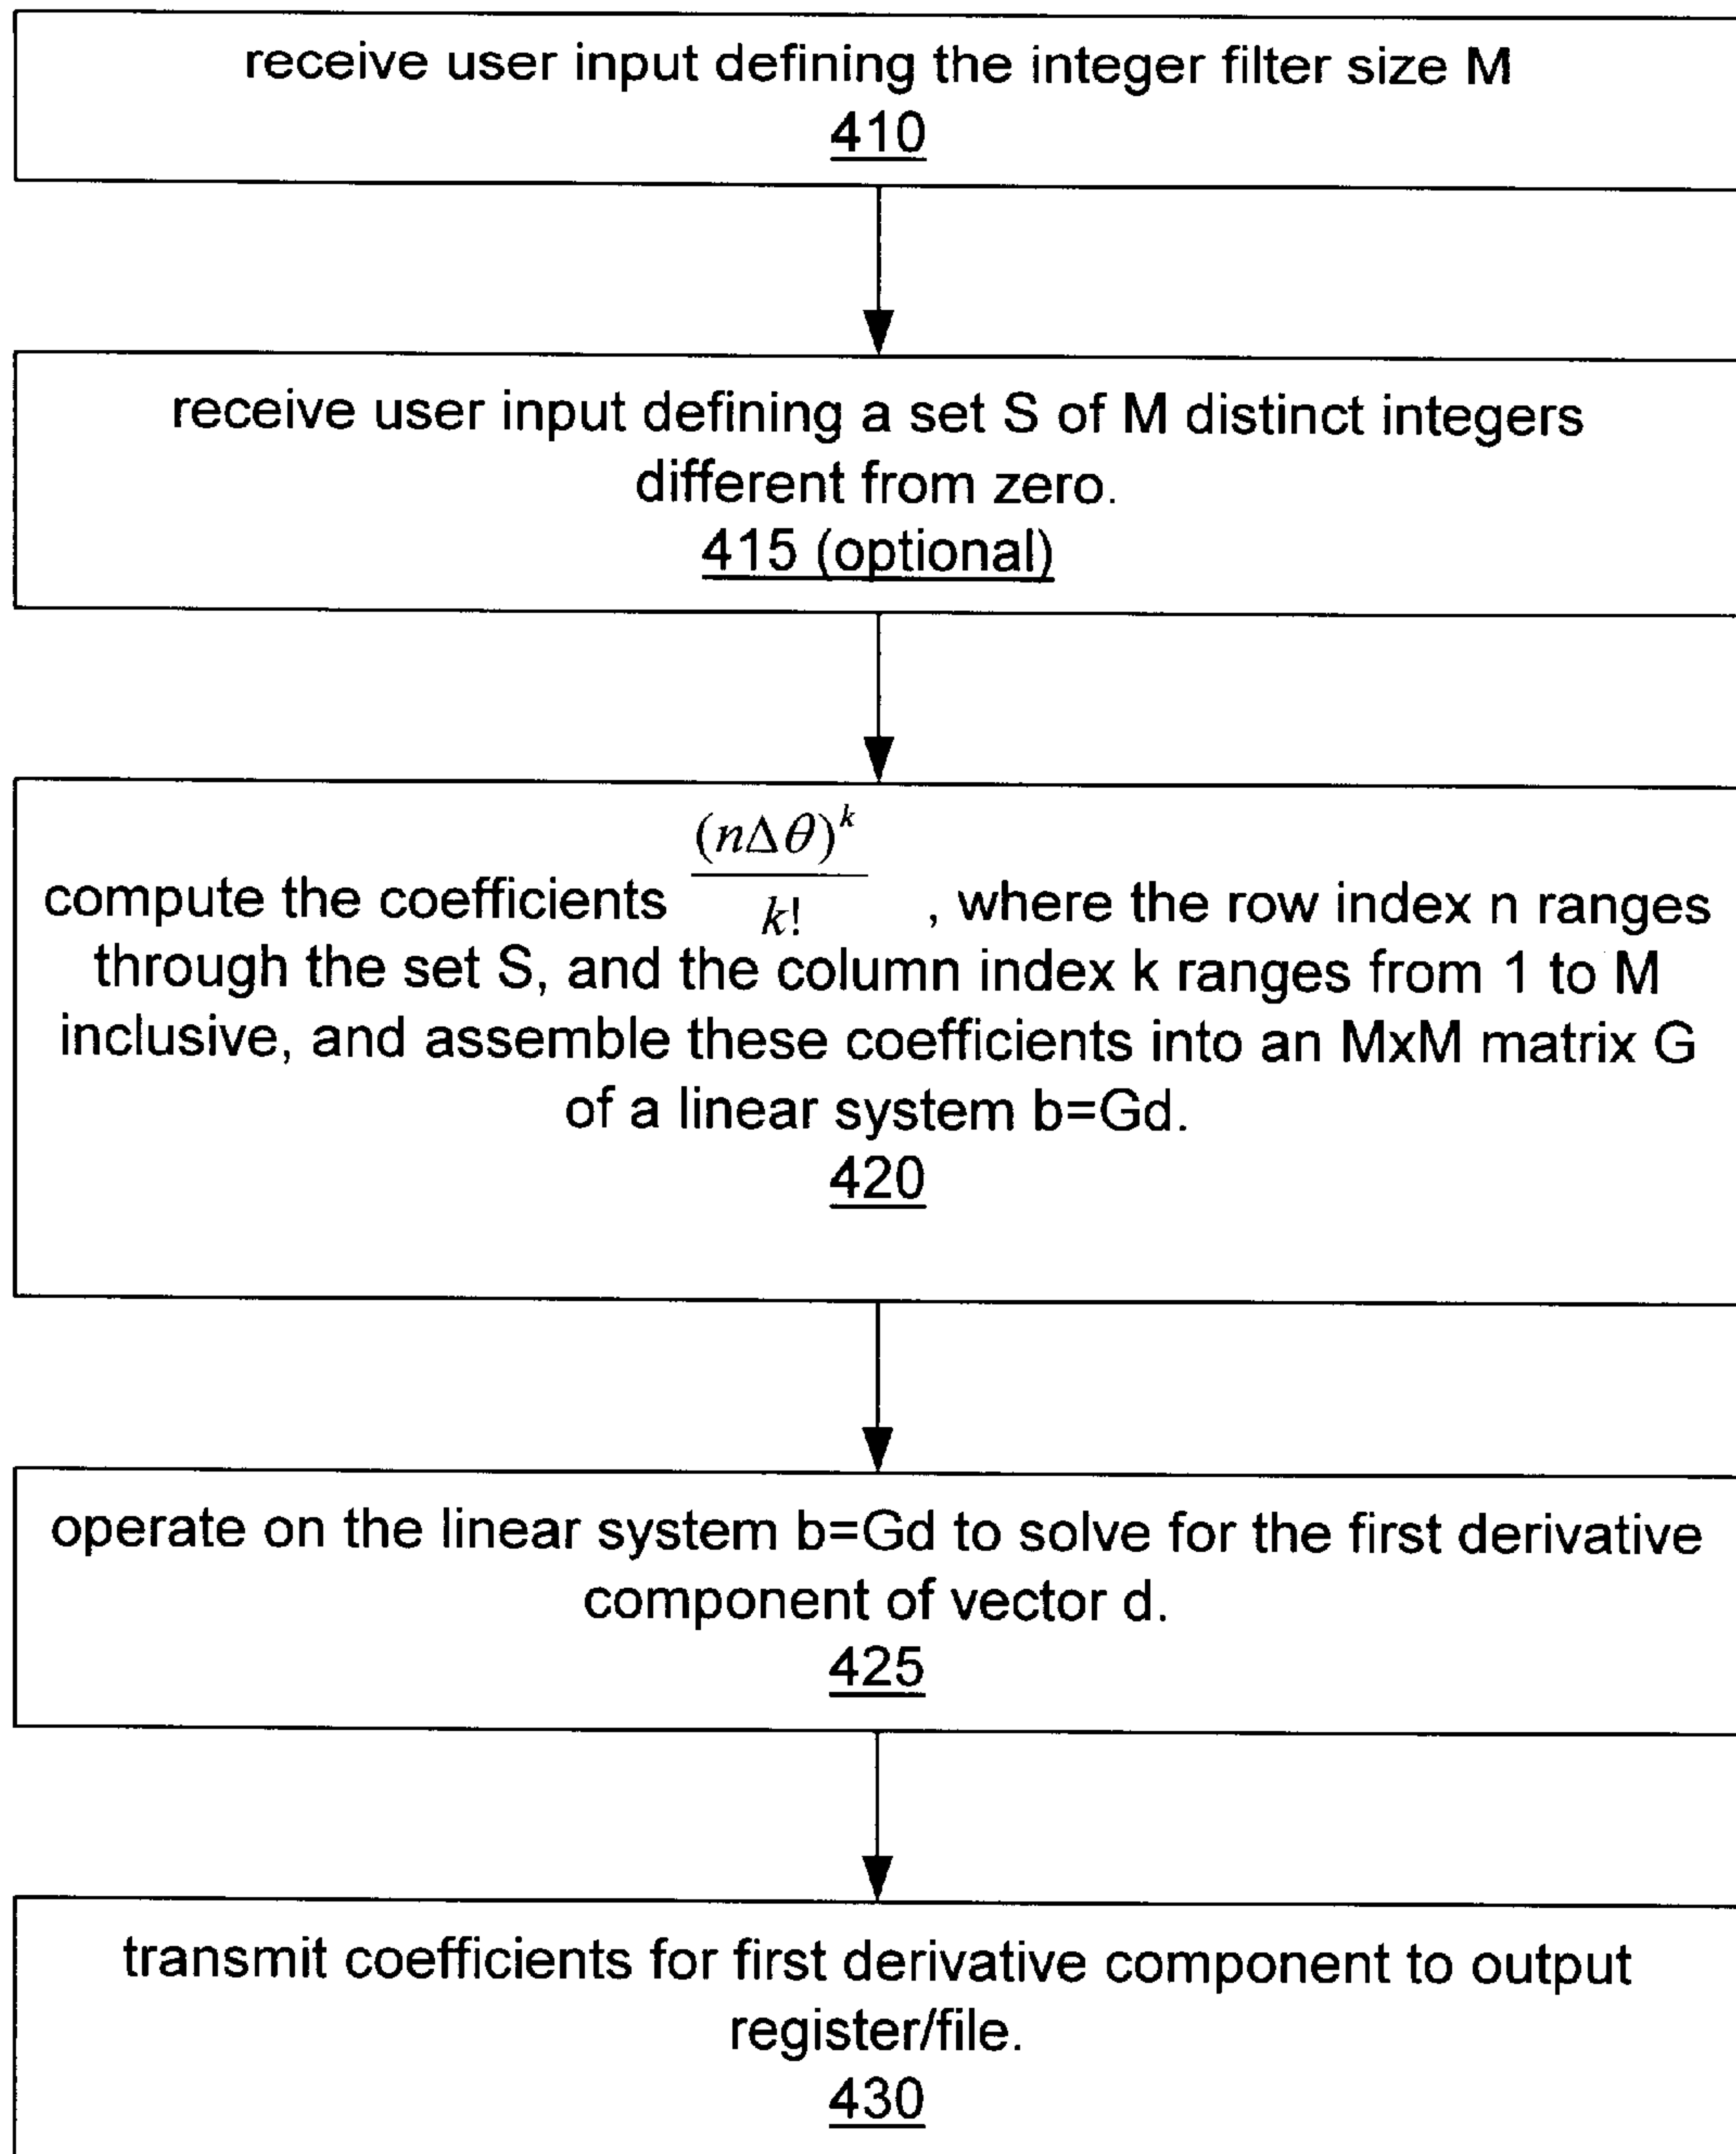 receive user input defining the integer filter size M
410
receive user input defining a set S of M distinct integers
different from zero.
415 (optional)
compute the coefficients (nΔθ)^k / k! , where the row index n ranges
through the set S, and the column index k ranges from 1 to M
inclusive, and assemble these coefficients into an MxM matrix G
of a linear system b=Gd.
420
operate on the linear system b=Gd to solve for the first derivative
component of vector d.
425
transmit coefficients for first derivative component to output
register/file.
430